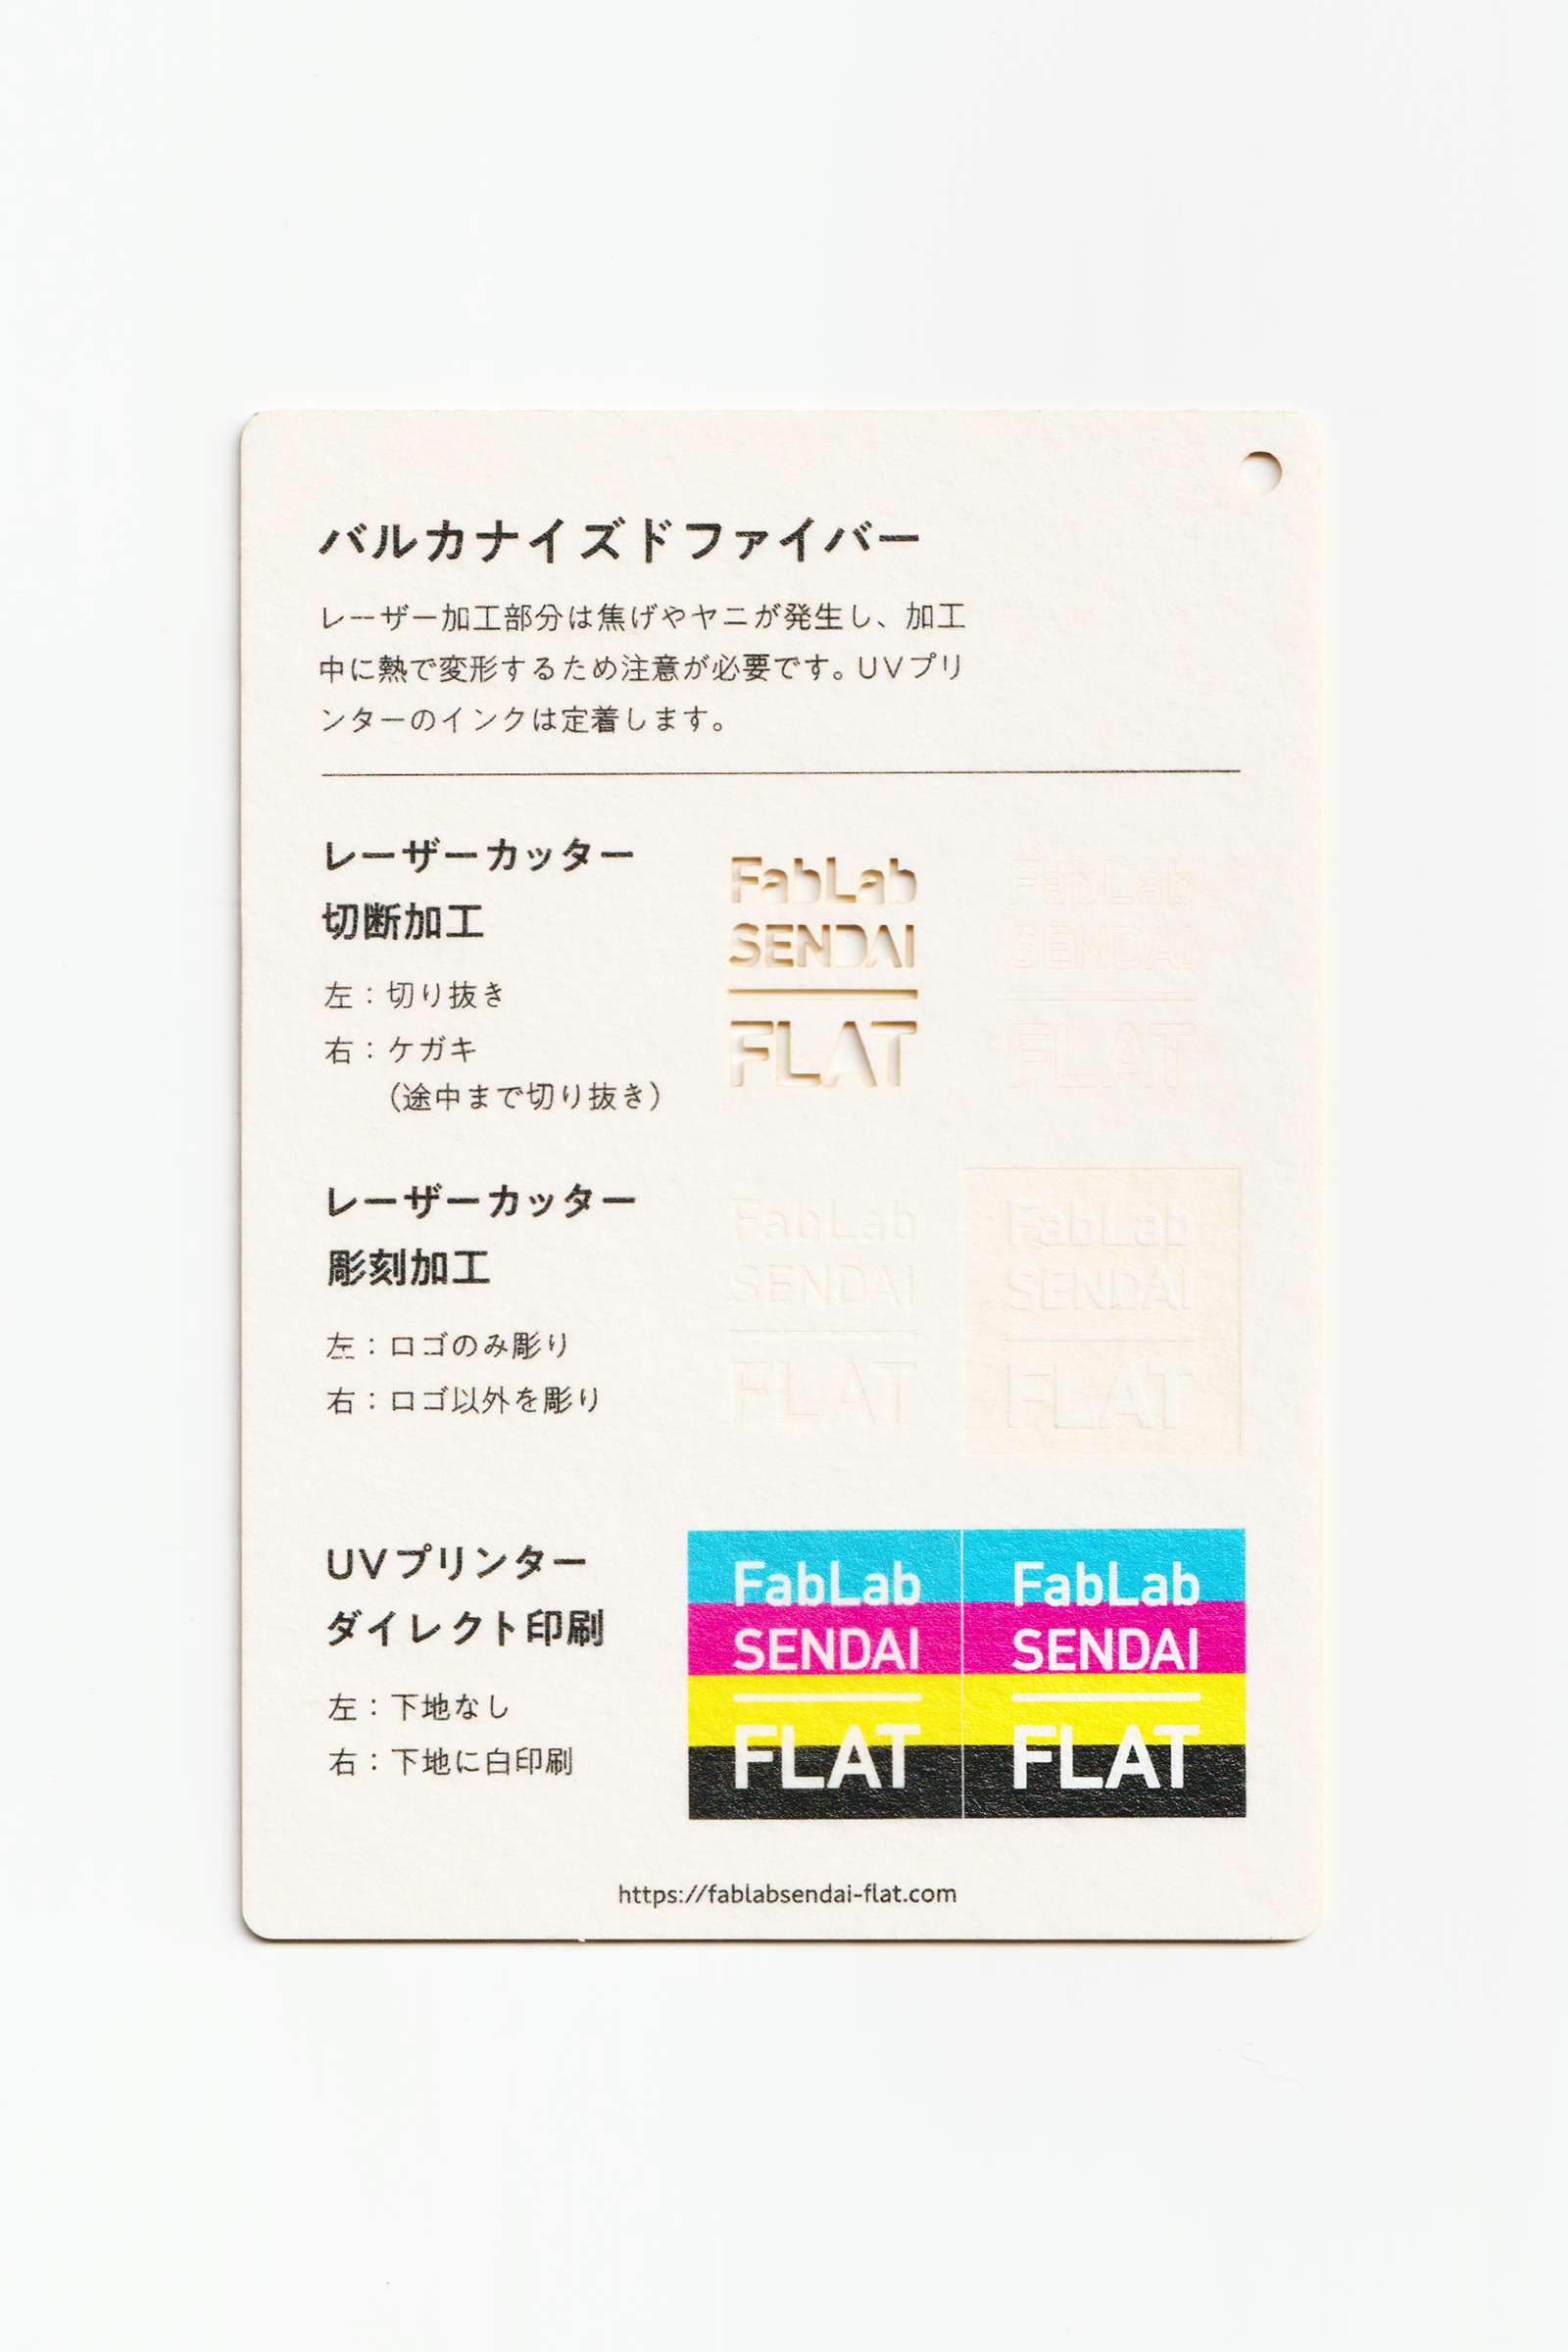 バルカナイズドファイバー
レーザー加工部分は焦げやヤニが発生し、加工
中に熱で変形するため注意が必要です。UVプリ
ンターのインクは定着します。
レーザーカッター
切断加工
左：切り抜き
右：ケガキ
（途中まで切り抜き）
FabLab
SENDAI
FLAT
FabLab
SENDAI
FLAT
レーザーカッター
彫刻加工
左：ロゴのみ彫り
右：ロゴ以外を彫り
FabLab
SENDAI
FLAT
FabLab
SENDAI
FLAT
UVプリンター
ダイレクト印刷
左：下地なし
右：下地に白印刷
FabLab
SENDAI
FLAT
FabLab
SENDAI
FLAT
https://fablabsendai-flat.com